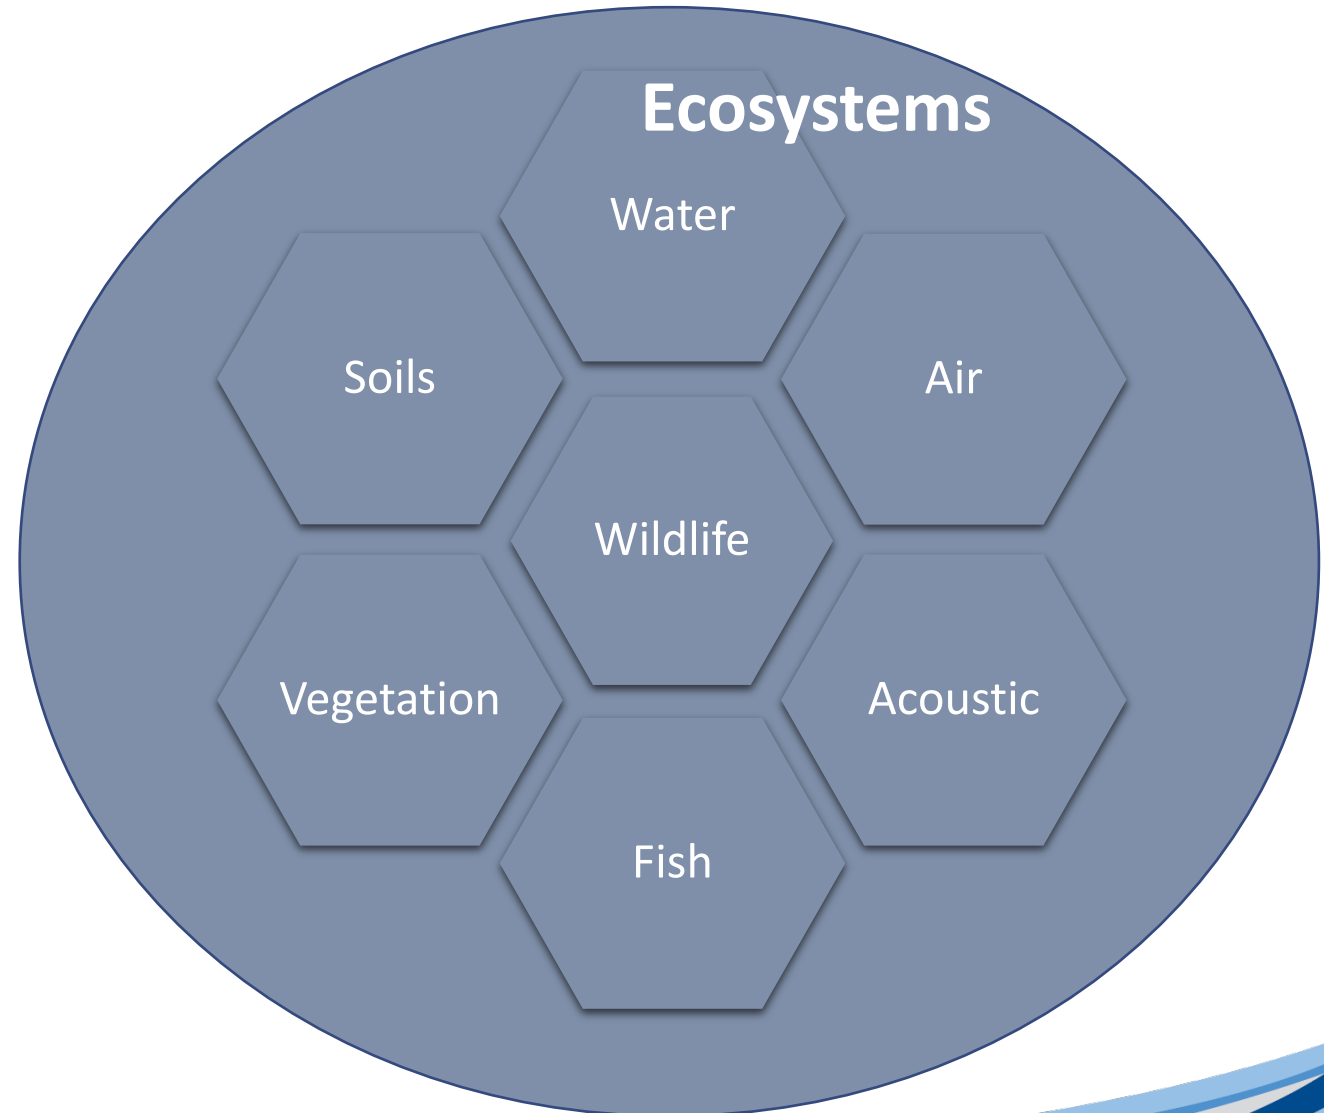 Ecosystems
Water
Soils
Air
Wildlife
Vegetation
Acoustic
Fish